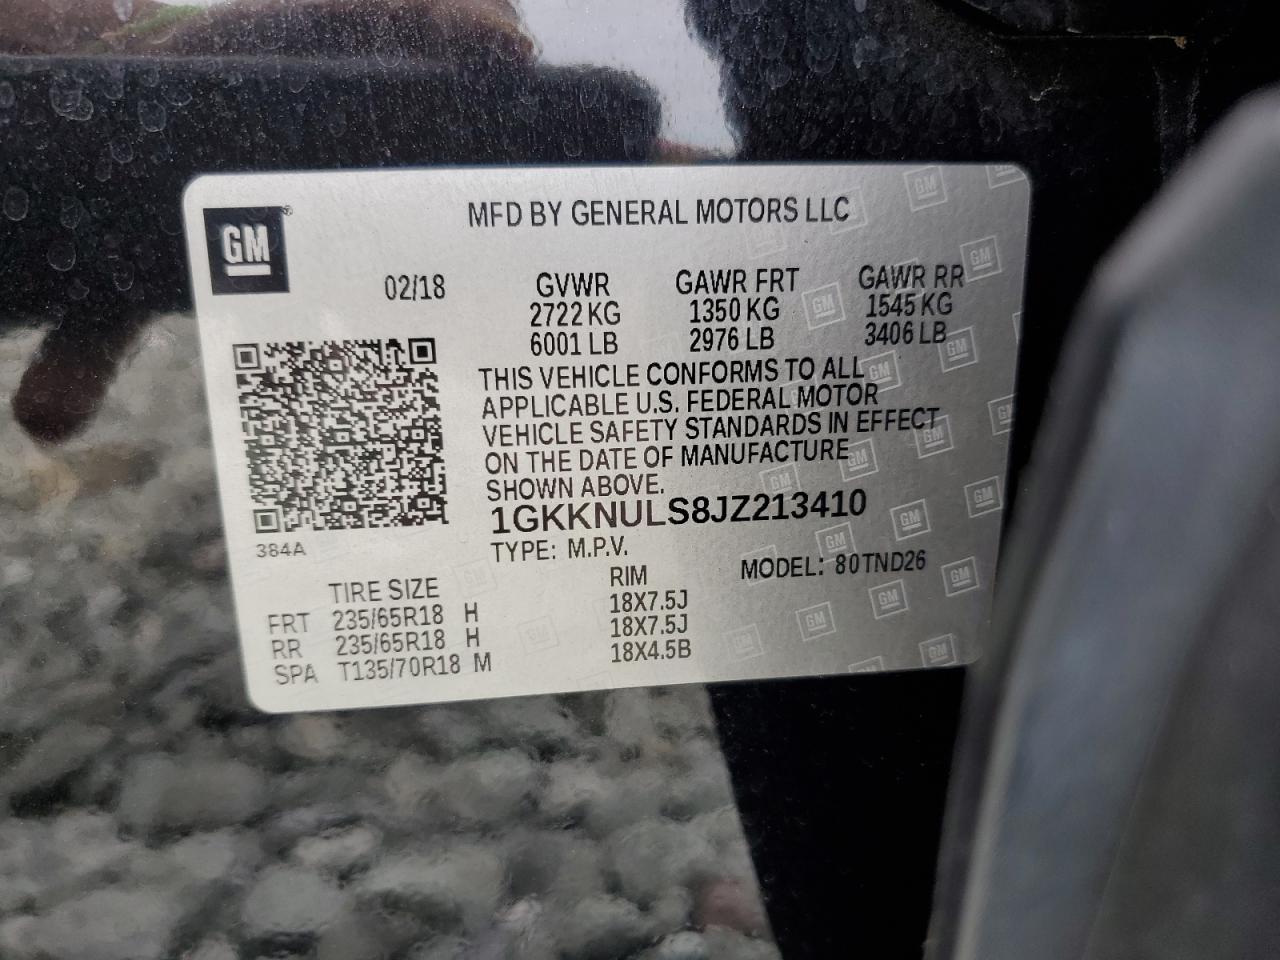 GM
MFD BY GENERAL MOTORS LLC
02/18
GVWR GAWR FRT GAWR RR
2722 KG 1350 KG 1545 KG
6001 LB 2976 LB 3406 LB
THIS VEHICLE CONFORMS TO ALL
APPLICABLE U.S. FEDERAL MOTOR
VEHICLE SAFETY STANDARDS IN EFFECT
ON THE DATE OF MANUFACTURE
SHOWN ABOVE.
1GKKNULS8JZ213410
384A
TYPE: M.P.V. MODEL: 80TND26
TIRE SIZE RIM
FRT 235/65R18 H 18X7.5J
RR 235/65R18 H 18X7.5J
SPA T135/70R18 M 18X4.5B